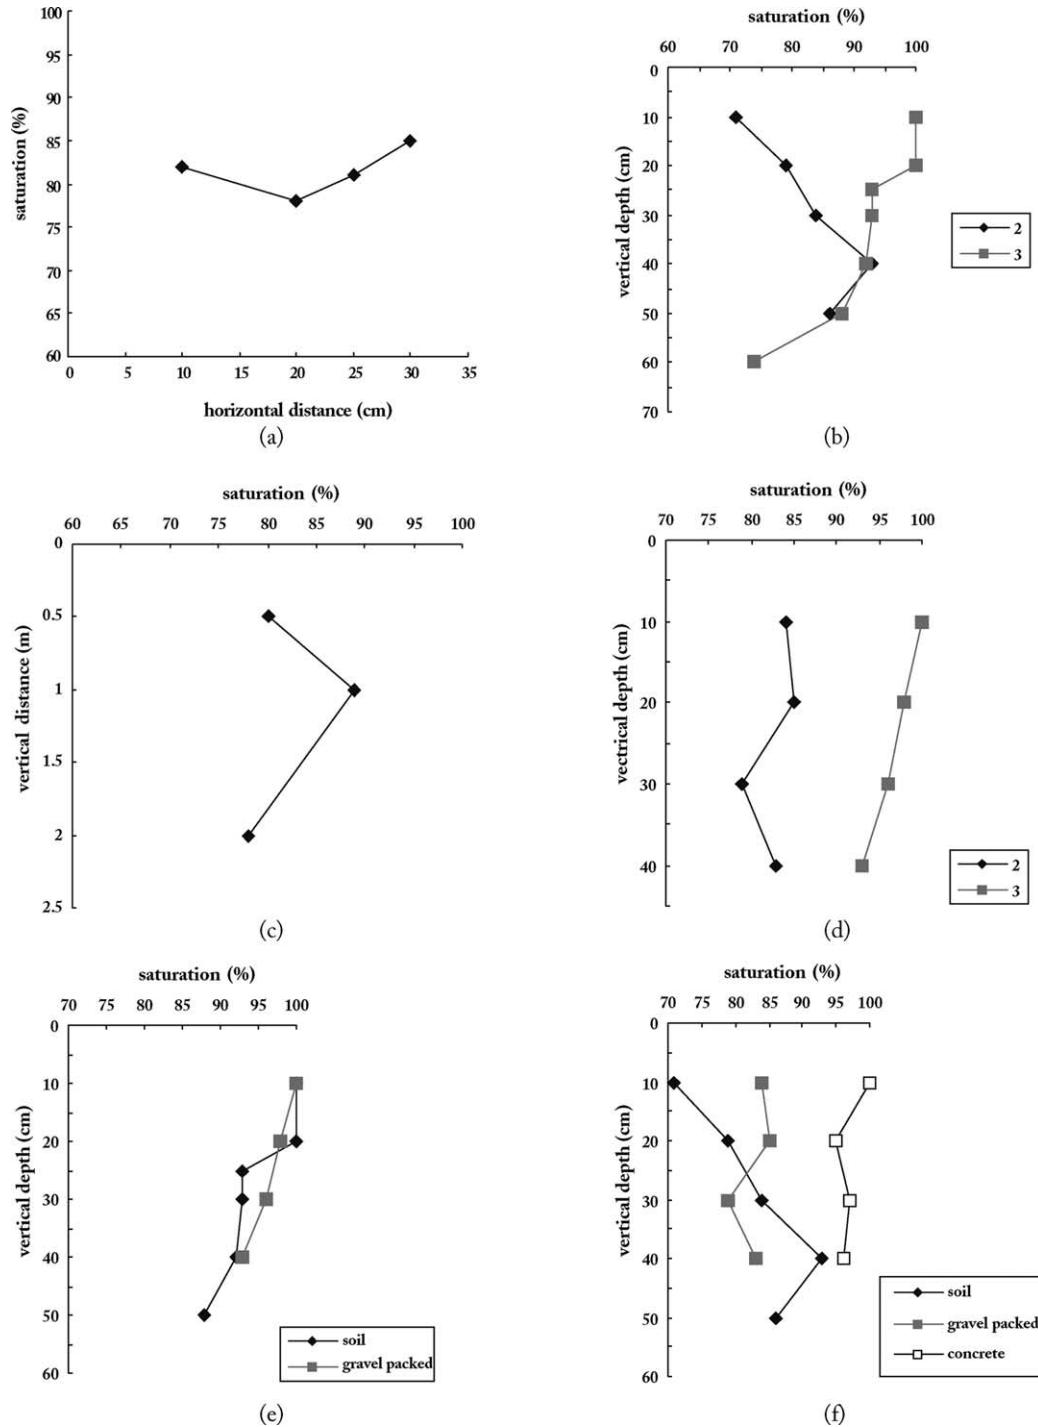 100
95
90
85
80
75
70
65
60
saturation (%)
0 5 10 15 20 25 30 35
horizontal distance (cm)
(a)
saturation (%)
60 70 80 90 100
0
10
20
30
40
50
60
70
vertical depth (cm)
2
3
(b)
saturation (%)
60 65 70 75 80 85 90 95 100
0
0.5
1
1.5
2
2.5
vertical distance (m)
(c)
saturation (%)
70 75 80 85 90 95 100
0
10
20
30
40
vectrical depth (cm)
2
3
(d)
saturation (%)
70 75 80 85 90 95 100
0
10
20
30
40
50
60
vertical depth (cm)
soil
gravel packed
(e)
saturation (%)
70 80 85 90 95 100
0
10
20
30
40
50
60
vertical depth (cm)
soil
gravel packed
concrete
(f)